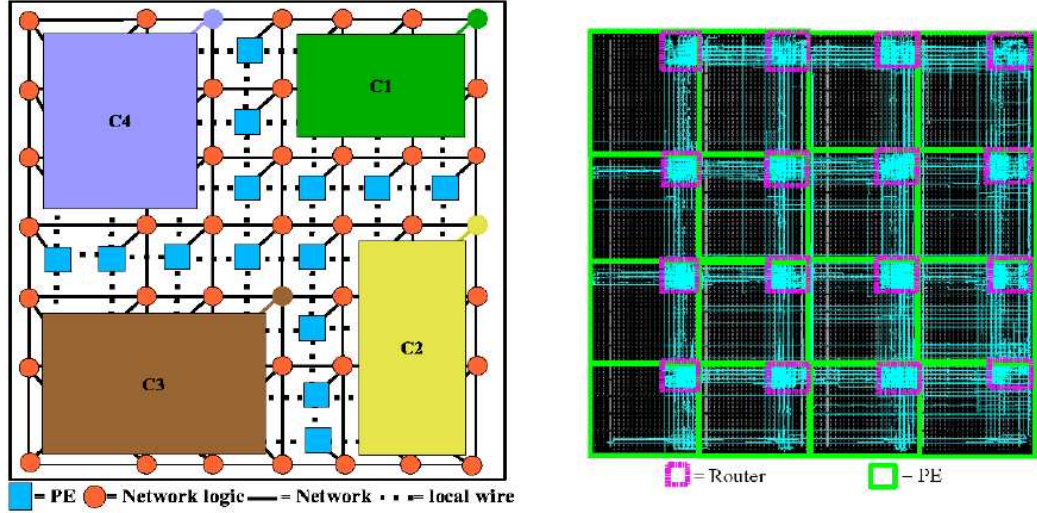 C1
C4
C2
C3
= PE = Network logic = Network = local wire
= Router = PE